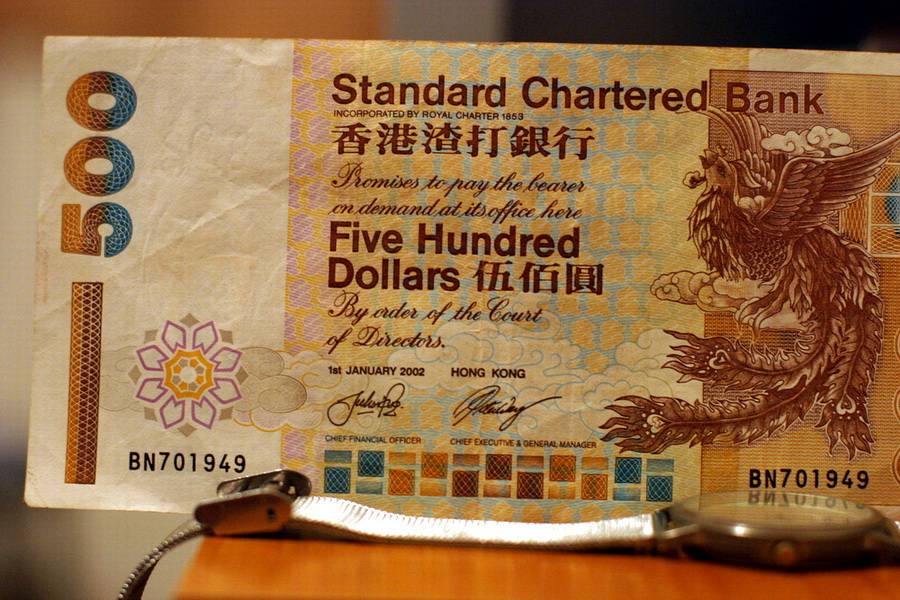 500
Standard Chartered Bank
INCORPORATED BY ROYAL CHARTER 1853
香港渣打銀行
Promises to pay the bearer
on demand at its office here
Five Hundred
Dollars 伍佰圓
By order of the Court
of Directors.
1st JANUARY 2002 HONG KONG
CHIEF FINANCIAL OFFICER CHIEF EXECUTIVE & GENERAL MANAGER
BN701949 BN701949